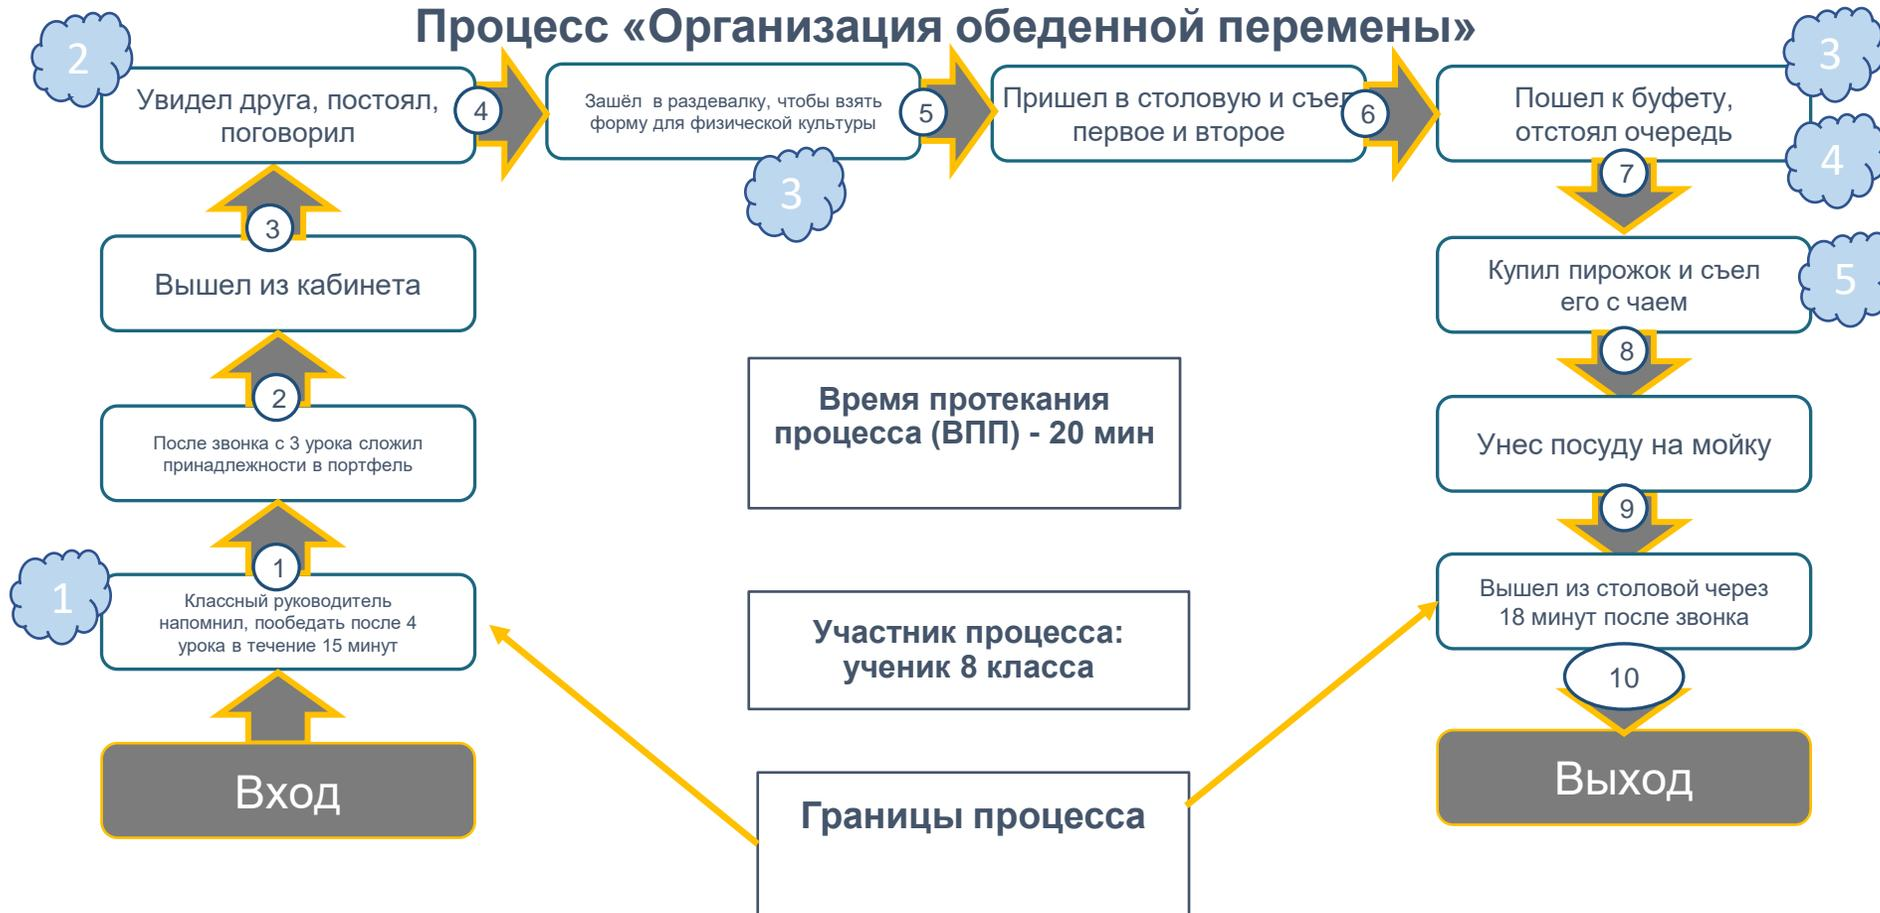 Процесс «Организация обеденной перемены»
2
Увидел друга, постоял,
поговорил
4
Зашёл в раздевалку, чтобы взять
форму для физической культуры
3
5
Пришел в столовую и съел
первое и второе
6
Пошел к буфету,
отстоял очередь
3
4
7
3
Вышел из кабинета
Купил пирожок и съел
его с чаем
5
8
2
После звонка с 3 урока сложил
принадлежности в портфель
Время протекания
процесса (ВПП) - 20 мин
Унес посуду на мойку
9
1
1
Классный руководитель
напомнил, пообедать после 4
урока в течение 15 минут
Участник процесса:
ученик 8 класса
Вышел из столовой через
18 минут после звонка
10
Вход
Границы процесса
Выход